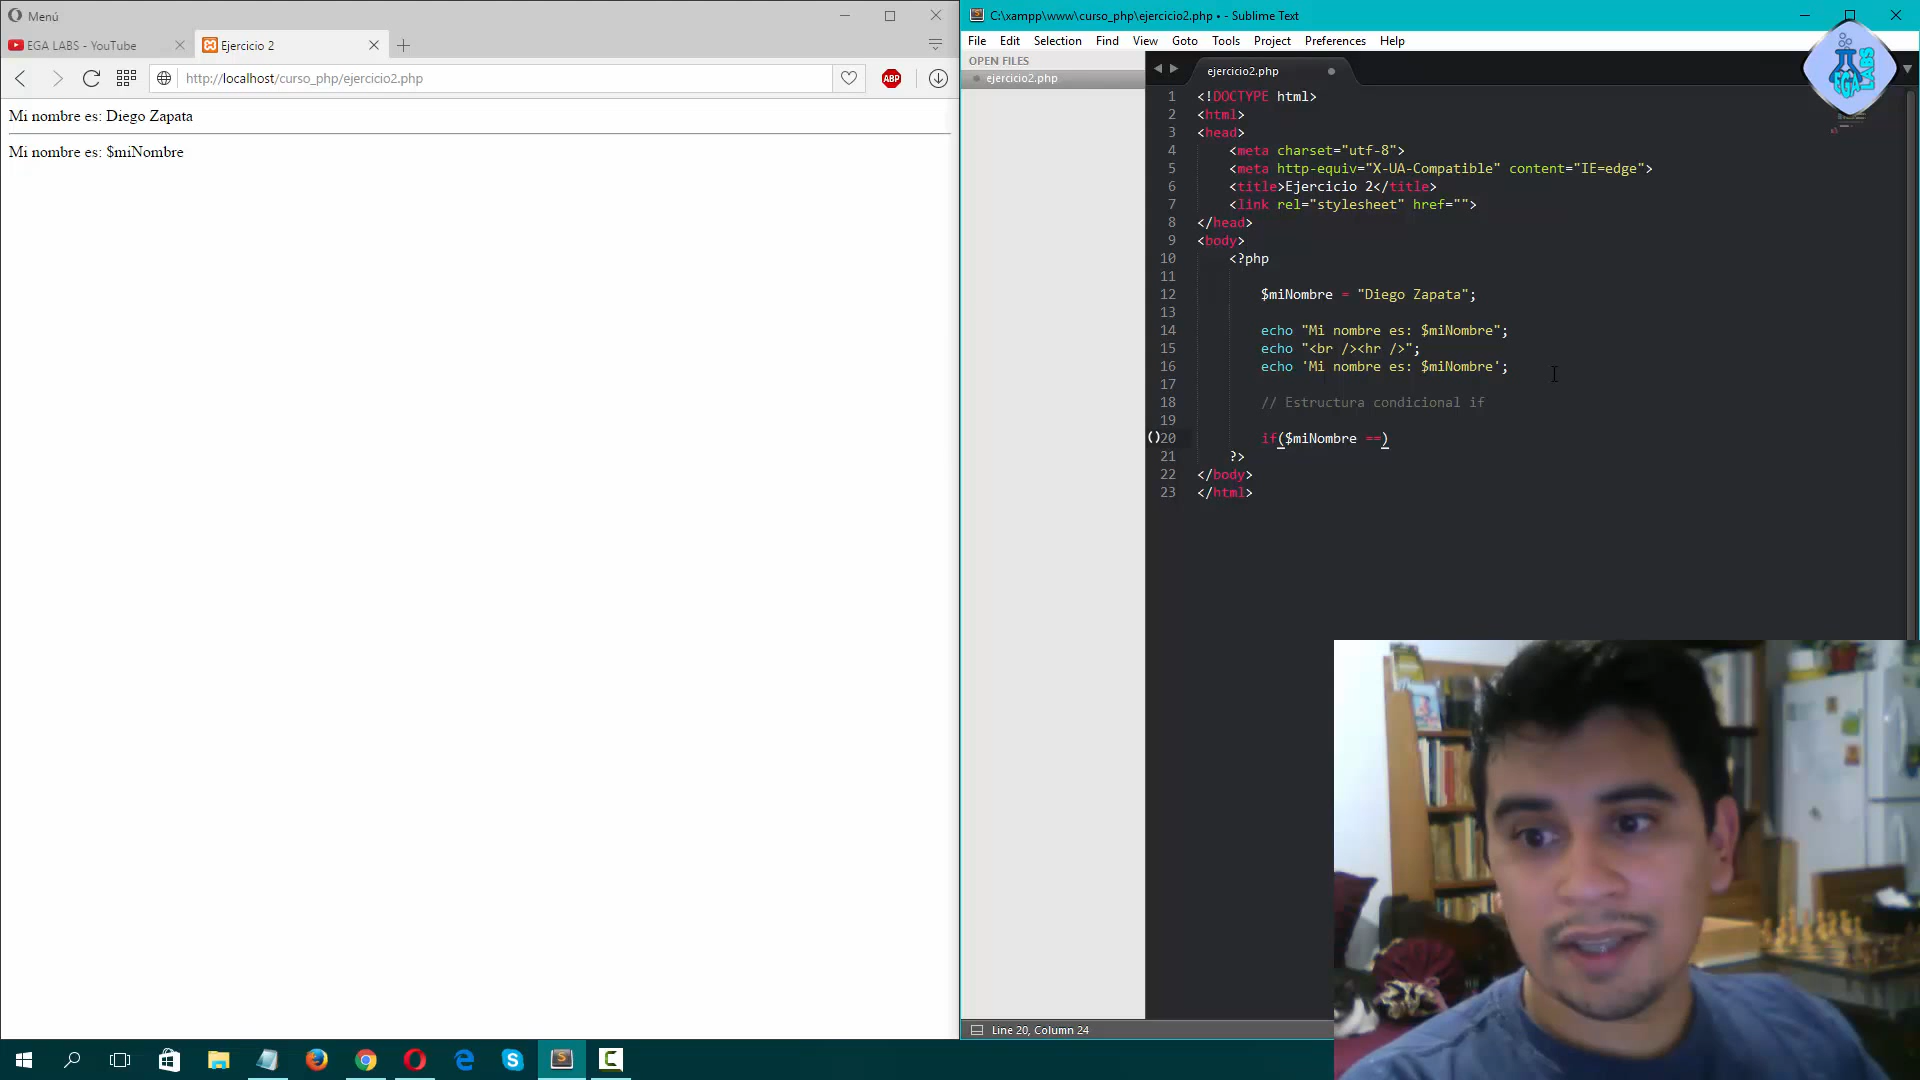 Menú
EGA LABS - YouTube
Ejercicio 2
http://localhost/curso_php/ejercicio2.php
ABP
Mi nombre es: Diego Zapata
Mi nombre es: $miNombre
C:\xampp\www\curso_php\ejercicio2.php • - Sublime Text
File Edit Selection Find View Goto Tools Project Preferences Help
OPEN FILES
ejercicio2.php
ejercicio2.php
EGA LABS
1 <!DOCTYPE html>
2 <html>
3 <head>
4 <meta charset="utf-8">
5 <meta http-equiv="X-UA-Compatible" content="IE=edge">
6 <title>Ejercicio 2</title>
7 <link rel="stylesheet" href="">
8 </head>
9 <body>
10 <?php
11
12 $miNombre = "Diego Zapata";
13
14 echo "Mi nombre es: $miNombre";
15 echo "<br /><hr />";
16 echo 'Mi nombre es: $miNombre';
17
18 // Estructura condicional if
19
()20 if($miNombre ==)
21 ?>
22 </body>
23 </html>
Line 20, Column 24